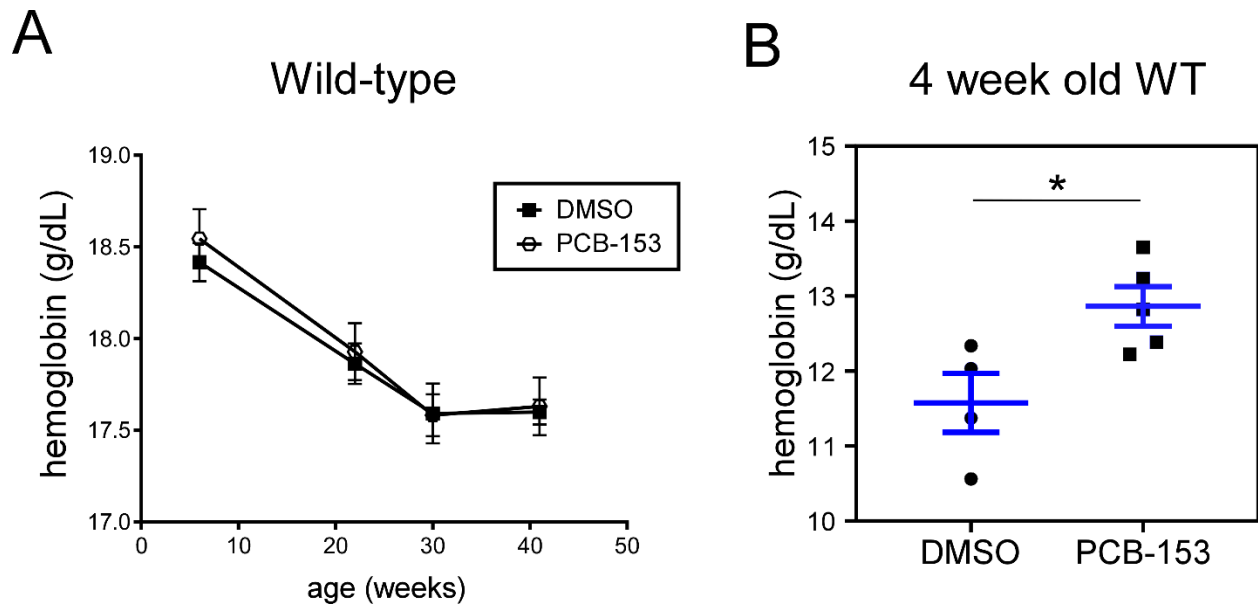 A
Wild-type
19.0
18.5
18.0
17.5
17.0
hemoglobin (g/dL)
DMSO
PCB-153
0
10
20
30
40
50
age (weeks)
B
4 week old WT
15
14
13
12
11
10
hemoglobin (g/dL)
*
DMSO
PCB-153